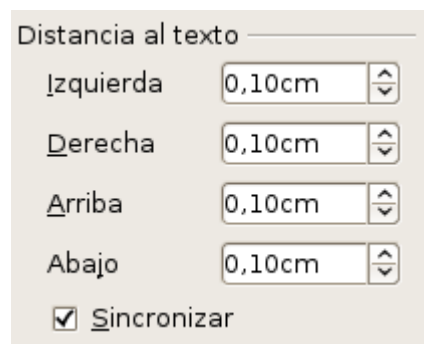 Distancia al texto
Izquierda 0,10cm
Derecha 0,10cm
Arriba 0,10cm
Abajo 0,10cm
Sincronizar